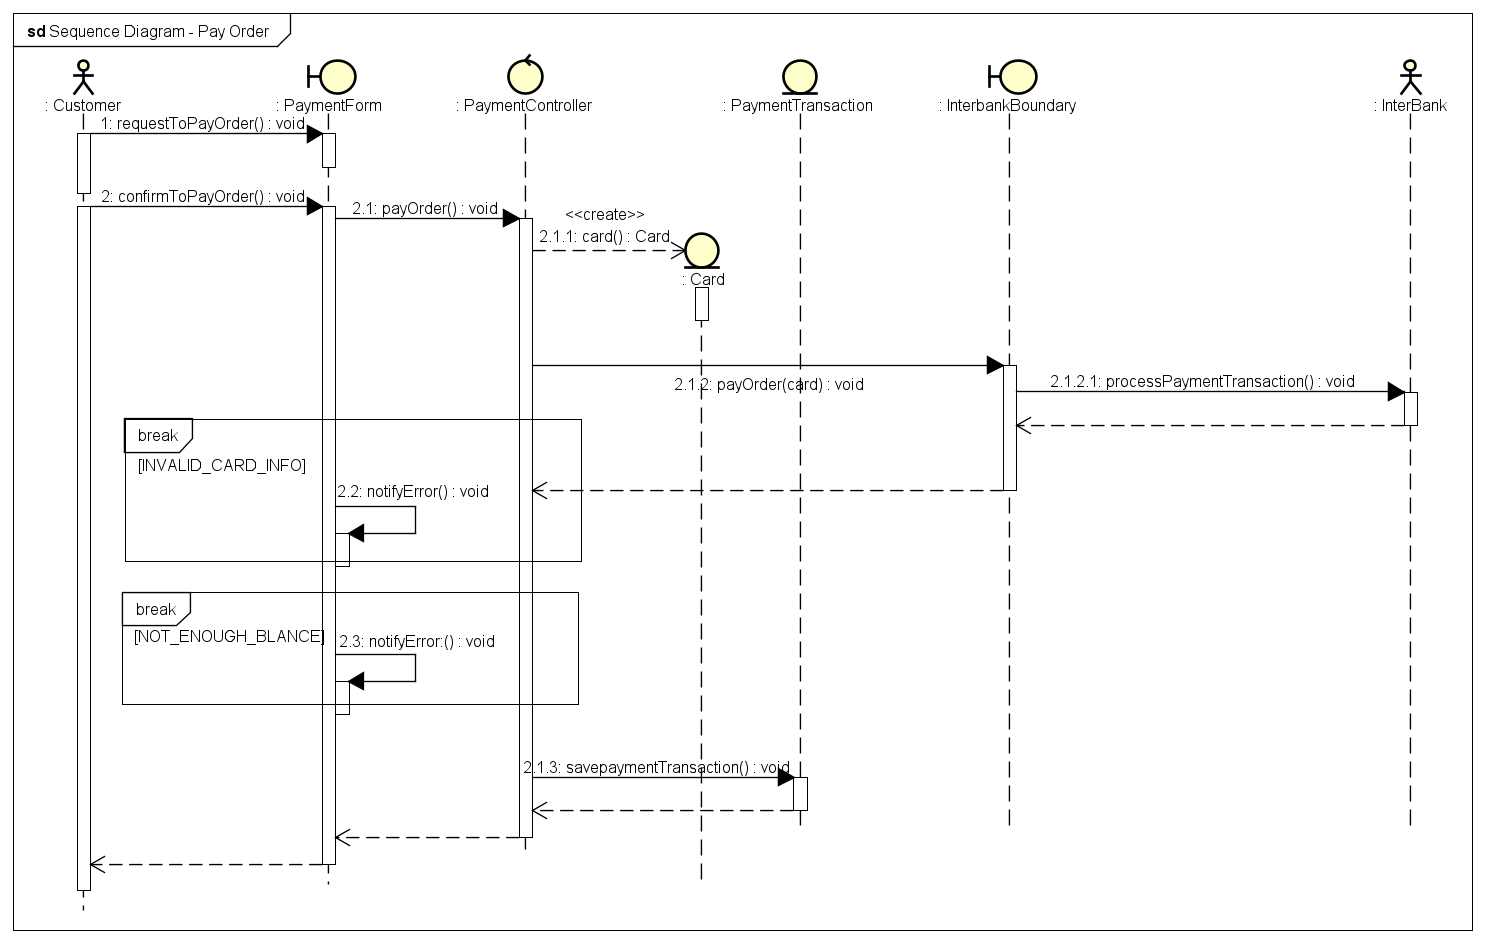 sd Sequence Diagram - Pay Order
: Customer
: PaymentForm
: PaymentController
: PaymentTransaction
: InterbankBoundary
: InterBank
1: requestToPayOrder() : void
2: confirmToPayOrder() : void
2.1: payOrder() : void
<<create>>
2.1.1: card() : Card
: Card
2.1.2: payOrder(card) : void
2.1.2.1: processPaymentTransaction() : void
break
[INVALID_CARD_INFO]
2.2: notifyError() : void
break
[NOT_ENOUGH_BLANCE]
2.3: notifyError:() : void
2.1.3: savepaymentTransaction() : void